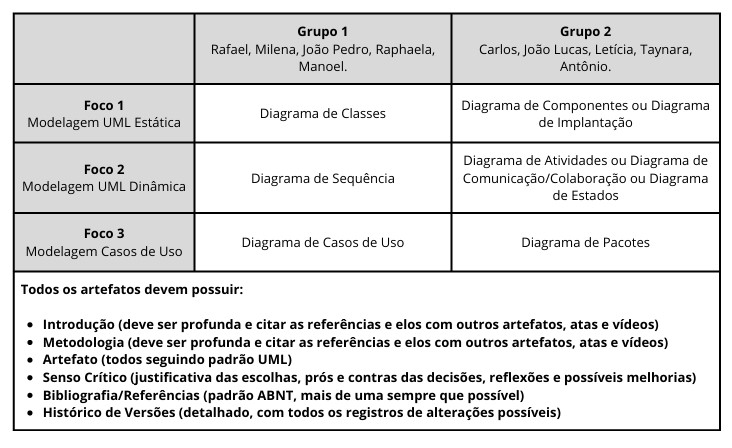 Grupo 1
Rafael, Milena, João Pedro, Raphaela,
Manoel.
Grupo 2
Carlos, João Lucas, Letícia, Taynara,
Antônio.
Foco 1
Modelagem UML Estática
Diagrama de Classes
Diagrama de Componentes ou Diagrama
de Implantação
Foco 2
Modelagem UML Dinâmica
Diagrama de Sequência
Diagrama de Atividades ou Diagrama de
Comunicação/Colaboração ou Diagrama
de Estados
Foco 3
Modelagem Casos de Uso
Diagrama de Casos de Uso
Diagrama de Pacotes
Todos os artefatos devem possuir:
• Introdução (deve ser profunda e citar as referências e elos com outros artefatos, atas e vídeos)
• Metodologia (deve ser profunda e citar as referências e elos com outros artefatos, atas e vídeos)
• Artefato (todos seguindo padrão UML)
• Senso Crítico (justificativa das escolhas, prós e contras das decisões, reflexões e possíveis melhorias)
• Bibliografia/Referências (padrão ABNT, mais de uma sempre que possível)
• Histórico de Versões (detalhado, com todos os registros de alterações possíveis)